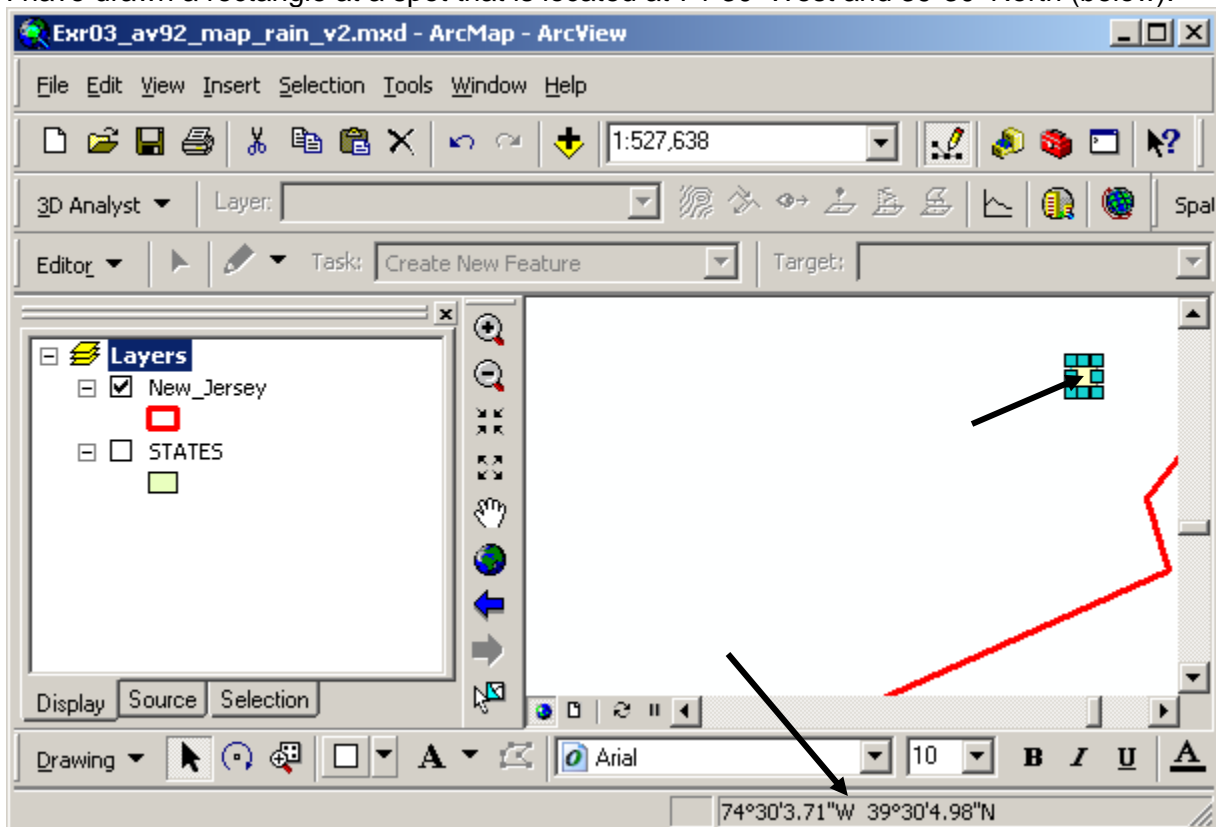 Exr03_av92_map_rain_v2.mxd - ArcMap - ArcView
File Edit View Insert Selection Tools Window Help
1:527,638
3D Analyst Layer: Spa
Editor Task: Create New Feature Target:
Layers
New_Jersey
STATES
Display Source Selection
Drawing A Arial 10 B I U A
74°30'3.71"W 39°30'4.98"N